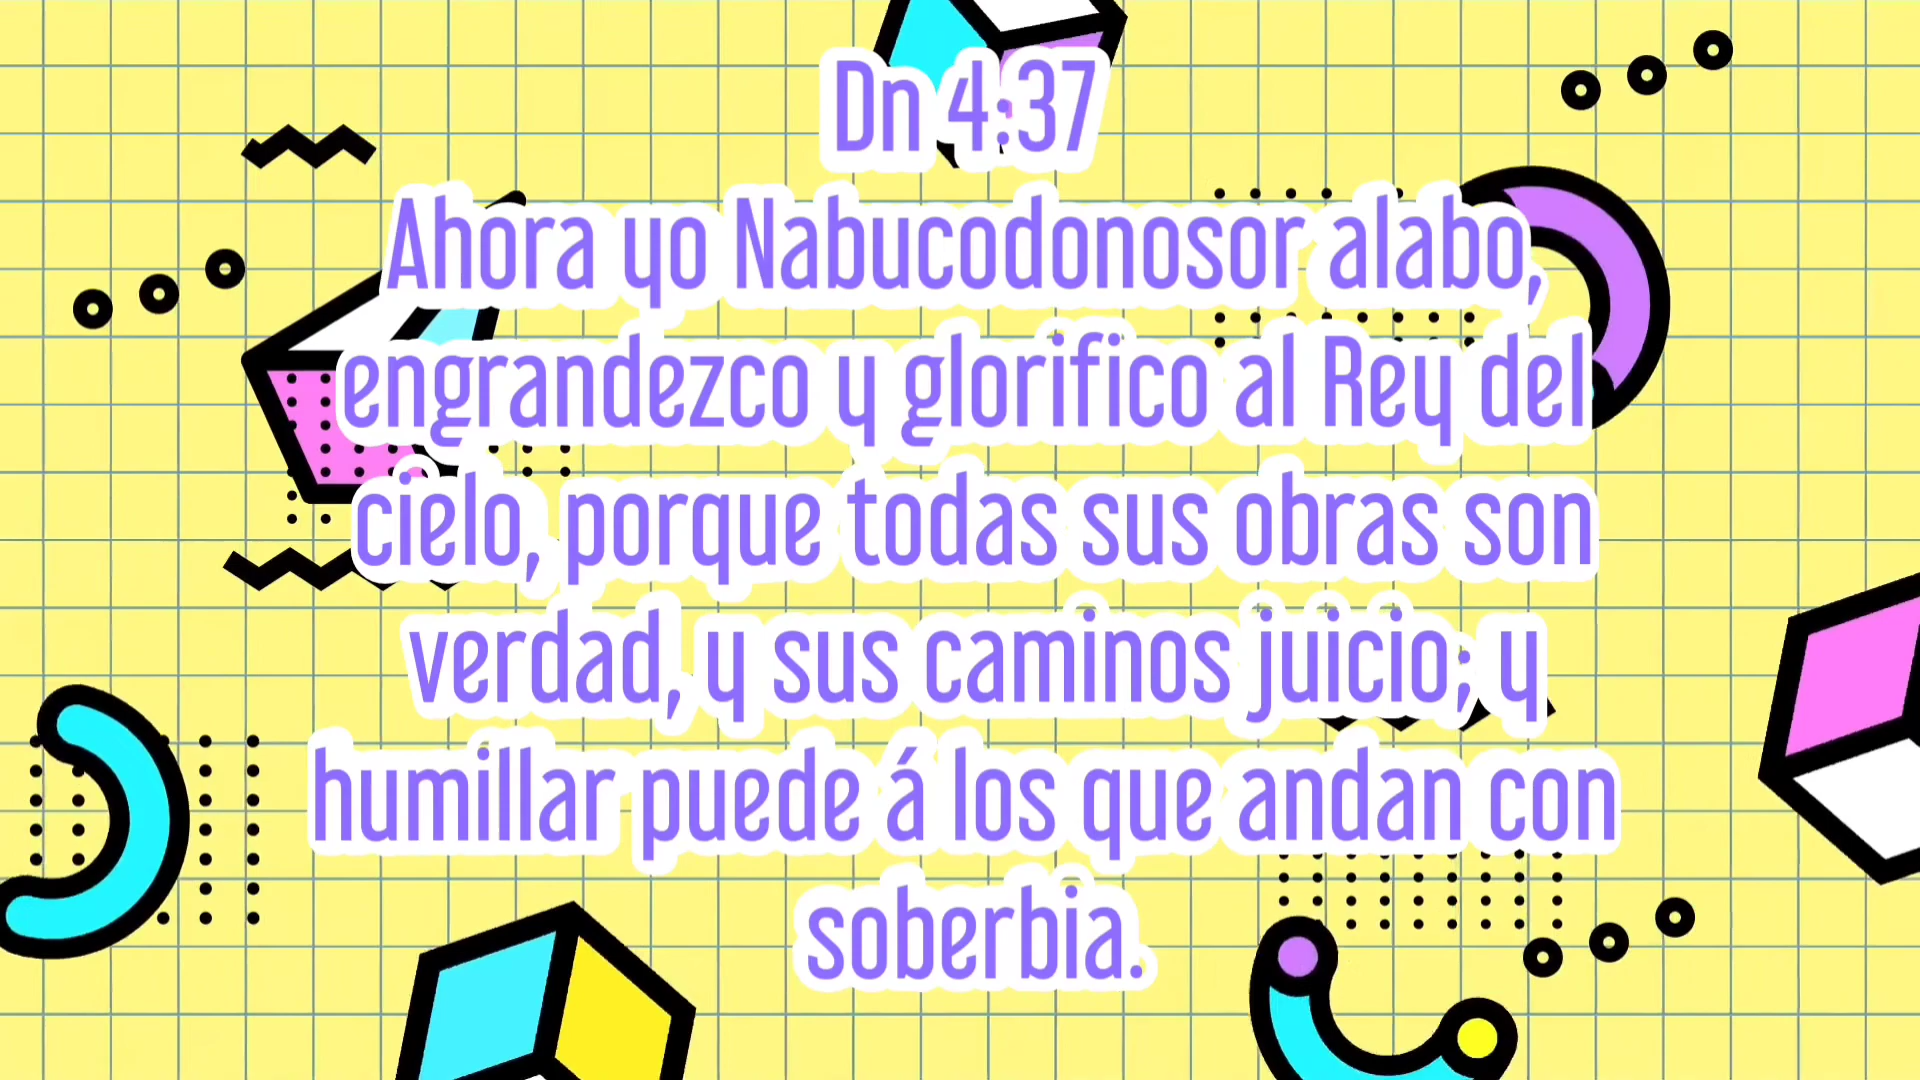 Dn 4:37
Ahora yo Nabucodonosor alabo,
engrandezco y glorifico al Rey del
cielo, porque todas sus obras son
verdad, y sus caminos juicio; y
humillar puede á los que andan con
soberbia.